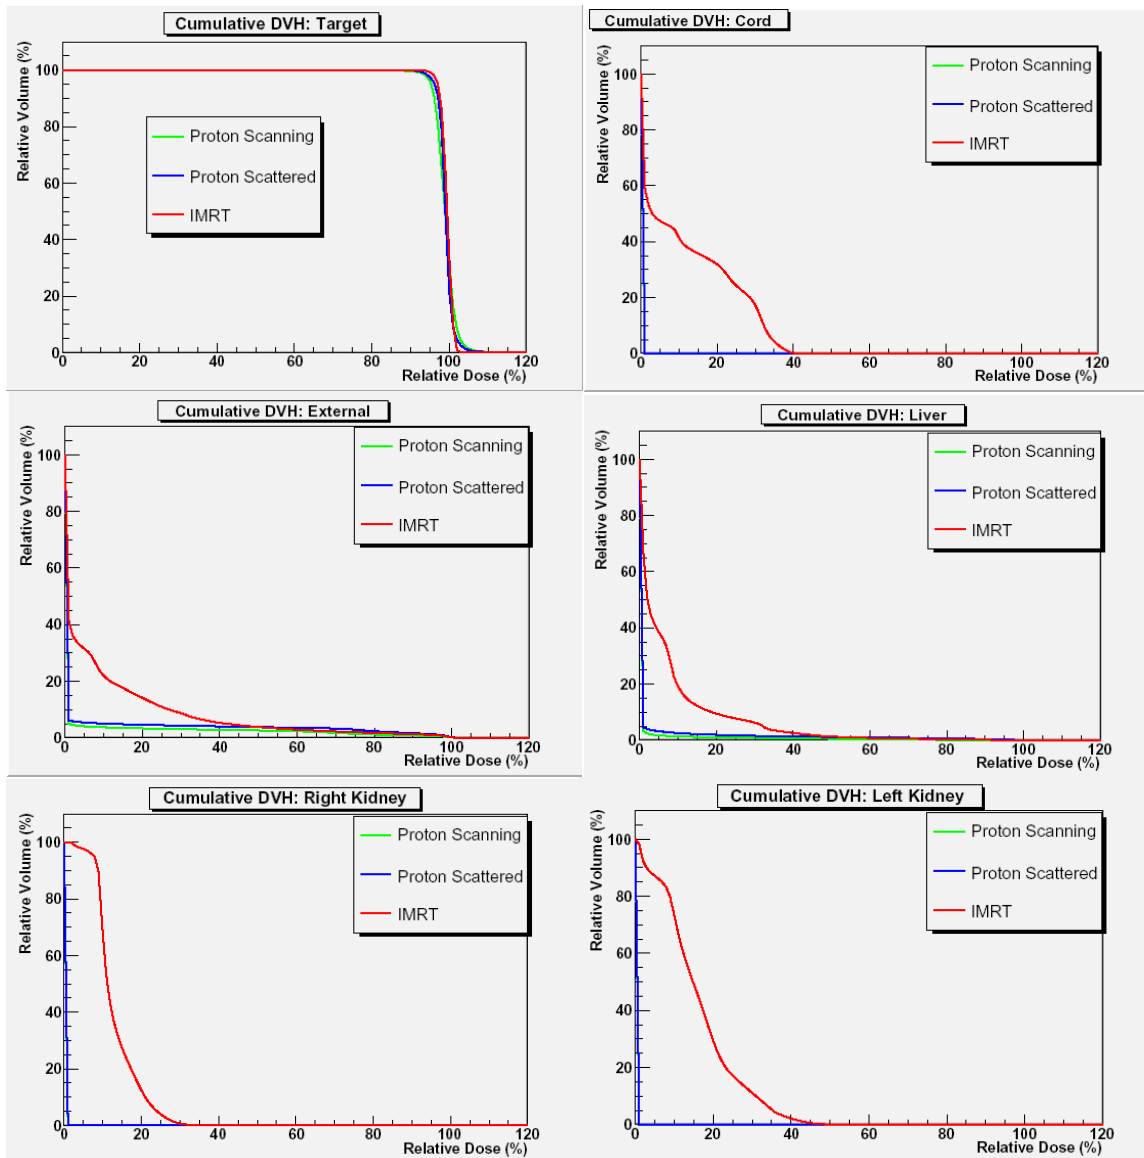 Cumulative DVH: Target
Relative Volume (%)
100
80
60
40
20
0
Proton Scanning
Proton Scattered
IMRT
0 20 40 60 80 100 120
Relative Dose (%)
Cumulative DVH: Cord
Relative Volume (%)
100
80
60
40
20
0
Proton Scanning
Proton Scattered
IMRT
0 20 40 60 80 100 120
Relative Dose (%)
Cumulative DVH: External
Relative Volume (%)
100
80
60
40
20
0
Proton Scanning
Proton Scattered
IMRT
0 20 40 60 80 100 120
Relative Dose (%)
Cumulative DVH: Liver
Relative Volume (%)
100
80
60
40
20
0
Proton Scanning
Proton Scattered
IMRT
0 20 40 60 80 100 120
Relative Dose (%)
Cumulative DVH: Right Kidney
Relative Volume (%)
100
80
60
40
20
0
Proton Scanning
Proton Scattered
IMRT
0 20 40 60 80 100 120
Relative Dose (%)
Cumulative DVH: Left Kidney
Relative Volume (%)
100
80
60
40
20
0
Proton Scanning
Proton Scattered
IMRT
0 20 40 60 80 100 120
Relative Dose (%)